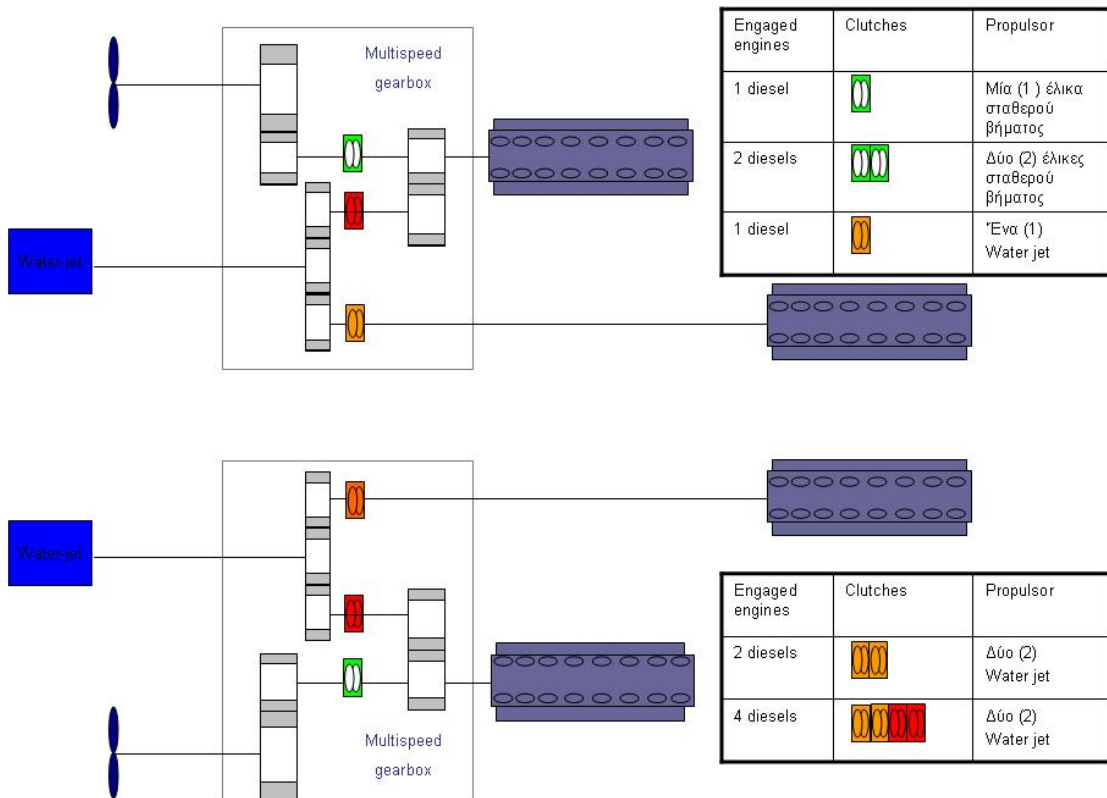 Multispeed
gearbox
Engaged
engines
Clutches
Propulsor
1 diesel
Μία (1 ) έλικα
σταθερού
βήματος
2 diesels
Δύο (2) έλικες
σταθερού
βήματος
1 diesel
Ένα (1)
Water jet
Water-jet
Water-jet
Engaged
engines
Clutches
Propulsor
2 diesels
Δύο (2)
Water jet
4 diesels
Δύο (2)
Water jet
Multispeed
gearbox